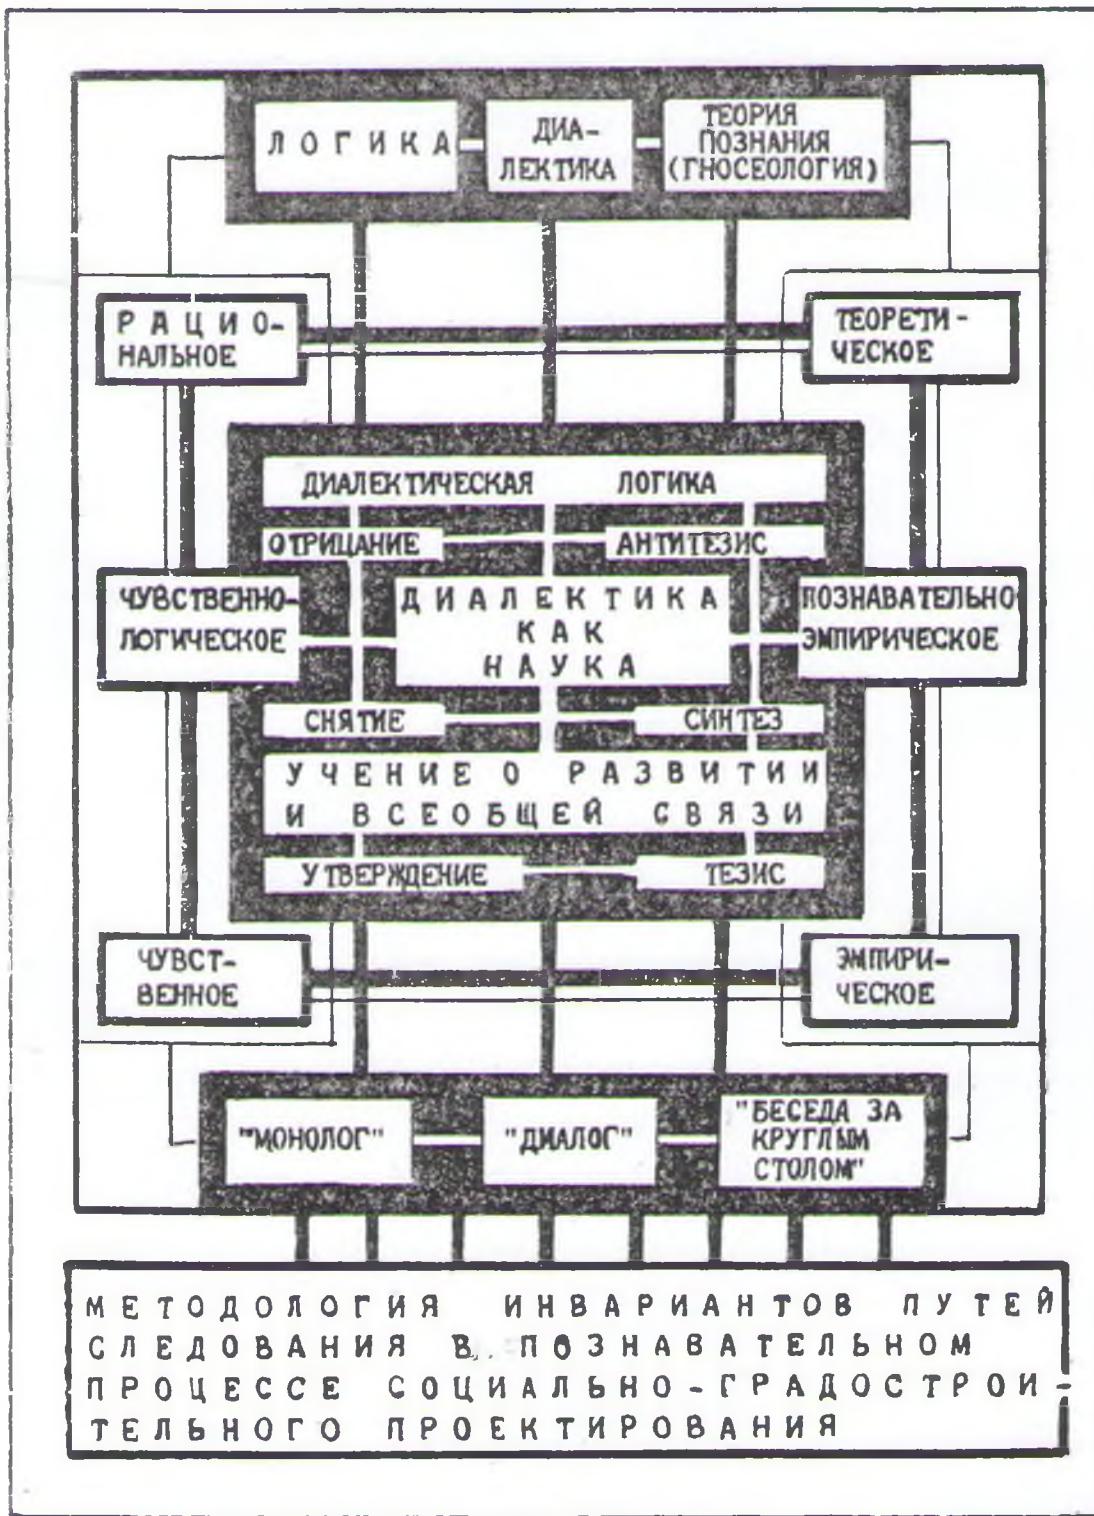 ЛОГИКА
ДИА-
ЛЕКТИКА
ТЕОРИЯ
ПОЗНАНИЯ
(ГНОСЕОЛОГИЯ)
РАЦИО-
НАЛЬНОЕ
ТЕОРЕТИ-
ЧЕСКОЕ
ДИАЛЕКТИЧЕСКАЯ ЛОГИКА
ОТРИЦАНИЕ
АНТИТЕЗИС
ЧУВСТВЕННО-
ЛОГИЧЕСКОЕ
ДИАЛЕКТИКА
КАК
НАУКА
ПОЗНАВАТЕЛЬНО
ЭМПИРИЧЕСКОЕ
СНЯТИЕ
СИНТЕЗ
УЧЕНИЕ О РАЗВИТИИ
И ВСЕОБЩЕЙ СВЯЗИ
УТВЕРЖДЕНИЕ
ТЕЗИС
ЧУВСТ-
ВЕННОЕ
ЭМПИРИ-
ЧЕСКОЕ
"МОНОЛОГ"
"ДИАЛОГ"
"БЕСЕДА ЗА
КРУГЛЫМ
СТОЛОМ"
МЕТОДОЛОГИЯ ИНВАРИАНТОВ ПУТЕЙ
СЛЕДОВАНИЯ В ПОЗНАВАТЕЛЬНОМ
ПРОЦЕССЕ СОЦИАЛЬНО-ГРАДОСТРОИ-
ТЕЛЬНОГО ПРОЕКТИРОВАНИЯ